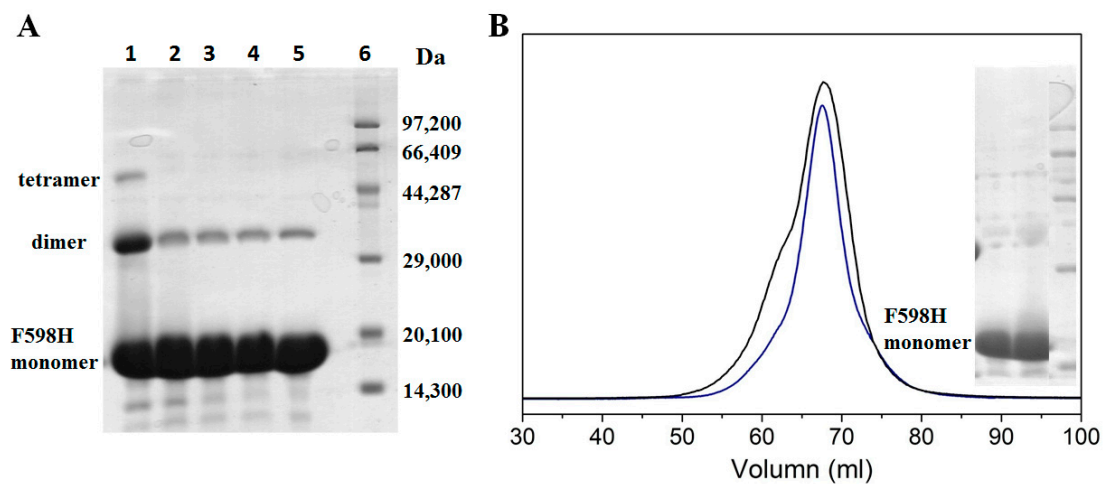 A
B
1 2 3 4 5 6 Da
97,200
66,409
tetramer
44,287
dimer
29,000
F598H
monomer
20,100
14,300
F598H
monomer
30 40 50 60 70 80 90 100
Volumn (ml)